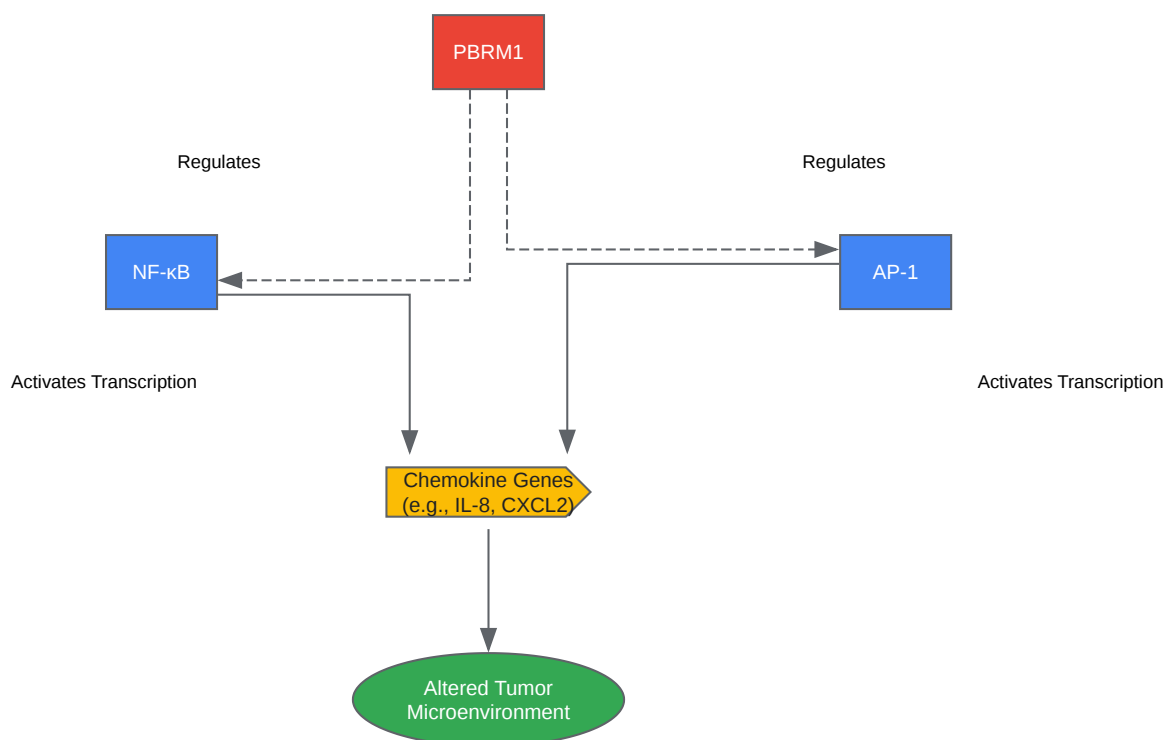 PBRM1
Regulates
Regulates
NF-κB
AP-1
Activates Transcription
Activates Transcription
Chemokine Genes
(e.g., IL-8, CXCL2)
Altered Tumor
Microenvironment